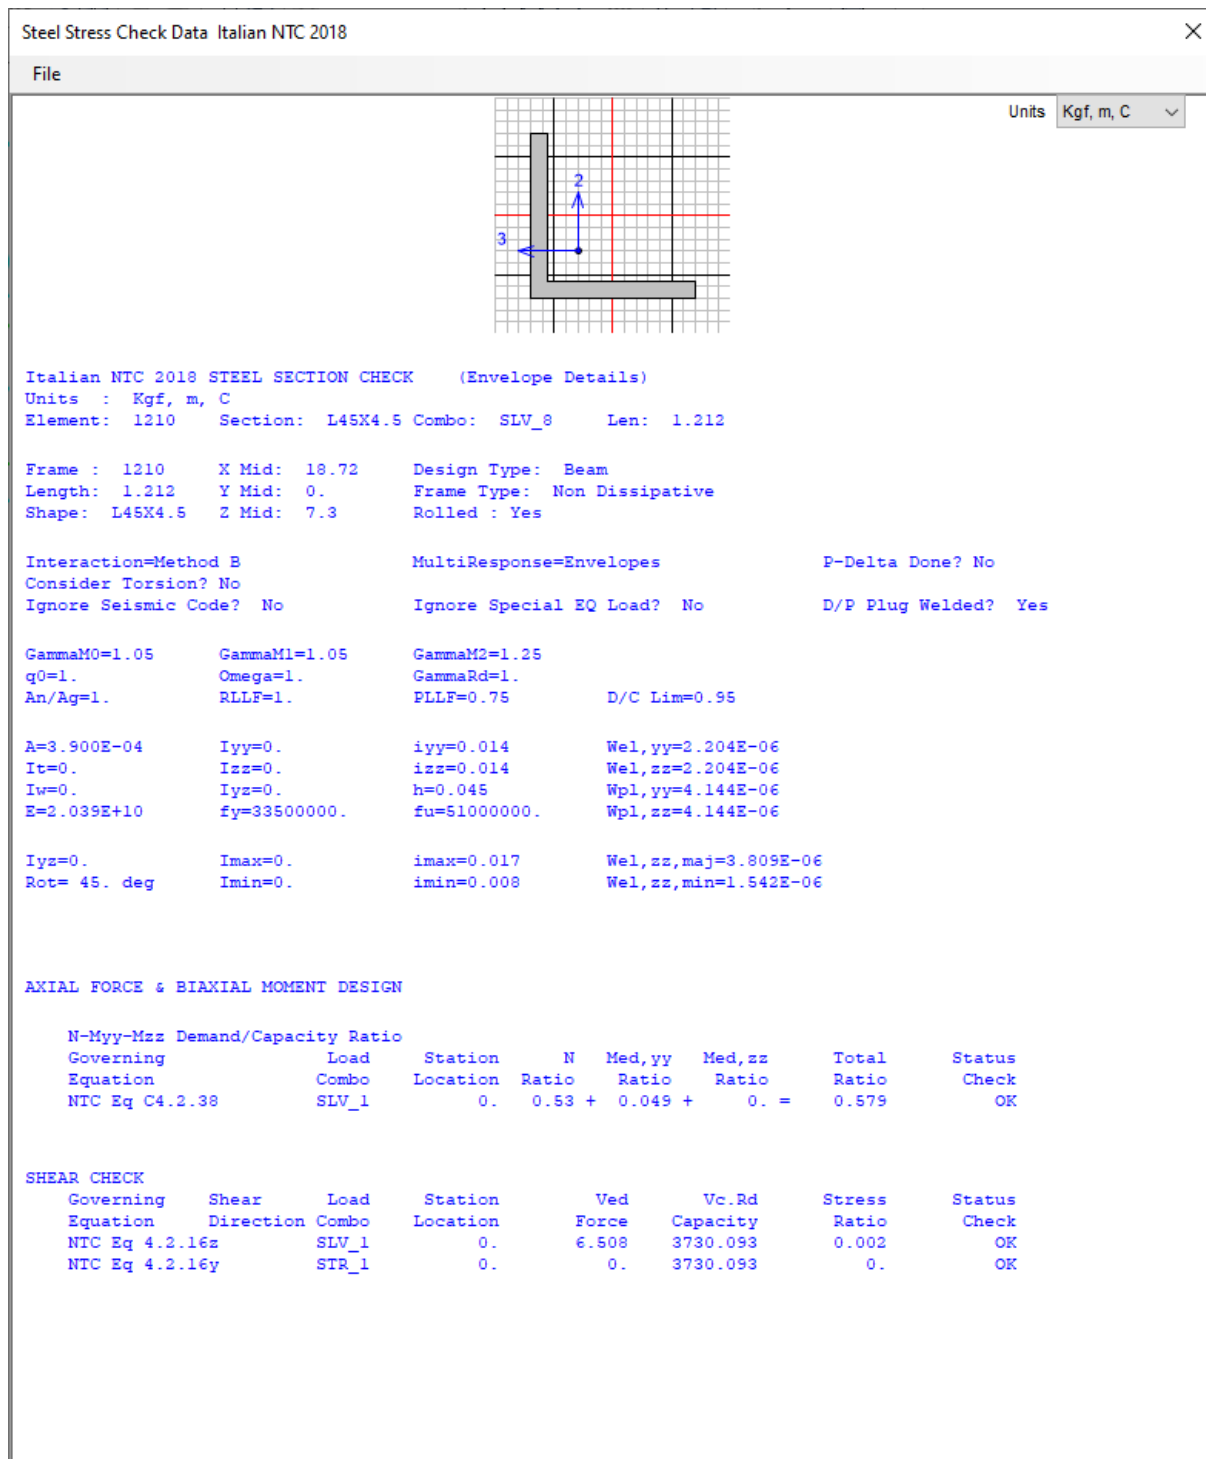 Steel Stress Check Data Italian NTC 2018
File
Units Kgf, m, C
2
3
Italian NTC 2018 STEEL SECTION CHECK (Envelope Details)
Units : Kgf, m, C
Element: 1210 Section: L45X4.5 Combo: SLV_8 Len: 1.212
Frame : 1210 X Mid: 18.72 Design Type: Beam
Length: 1.212 Y Mid: 0. Frame Type: Non Dissipative
Shape: L45X4.5 Z Mid: 7.3 Rolled : Yes
Interaction=Method B MultiResponse=Envelopes P-Delta Done? No
Consider Torsion? No
Ignore Seismic Code? No Ignore Special EQ Load? No D/P Plug Welded? Yes
GammaM0=1.05 GammaM1=1.05 GammaM2=1.25
q0=1. Omega=1. GammaRd=1.
An/Ag=1. RLLF=1. PLLF=0.75 D/C Lim=0.95
A=3.900E-04 Iyy=0. iyy=0.014 Wel,yy=2.204E-06
It=0. Izz=0. izz=0.014 Wel,zz=2.204E-06
Iw=0. Iyz=0. h=0.045 Wpl,yy=4.144E-06
E=2.039E+10 fy=33500000. fu=51000000. Wpl,zz=4.144E-06
Iyz=0. Imax=0. imax=0.017 Wel,zz,maj=3.809E-06
Rot= 45. deg Imin=0. imin=0.008 Wel,zz,min=1.542E-06
AXIAL FORCE & BIAXIAL MOMENT DESIGN
N-Myy-Mzz Demand/Capacity Ratio
Governing Load Station N Med,yy Med,zz Total Status
Equation Combo Location Ratio Ratio Ratio Ratio Check
NTC Eq C4.2.38 SLV_1 0. 0.53 + 0.049 + 0. = 0.579 OK
SHEAR CHECK
Governing Shear Load Station Ved Vc.Rd Stress Status
Equation Direction Combo Location Force Capacity Ratio Check
NTC Eq 4.2.16z SLV_1 0. 6.508 3730.093 0.002 OK
NTC Eq 4.2.16y STR_1 0. 0. 3730.093 0. OK